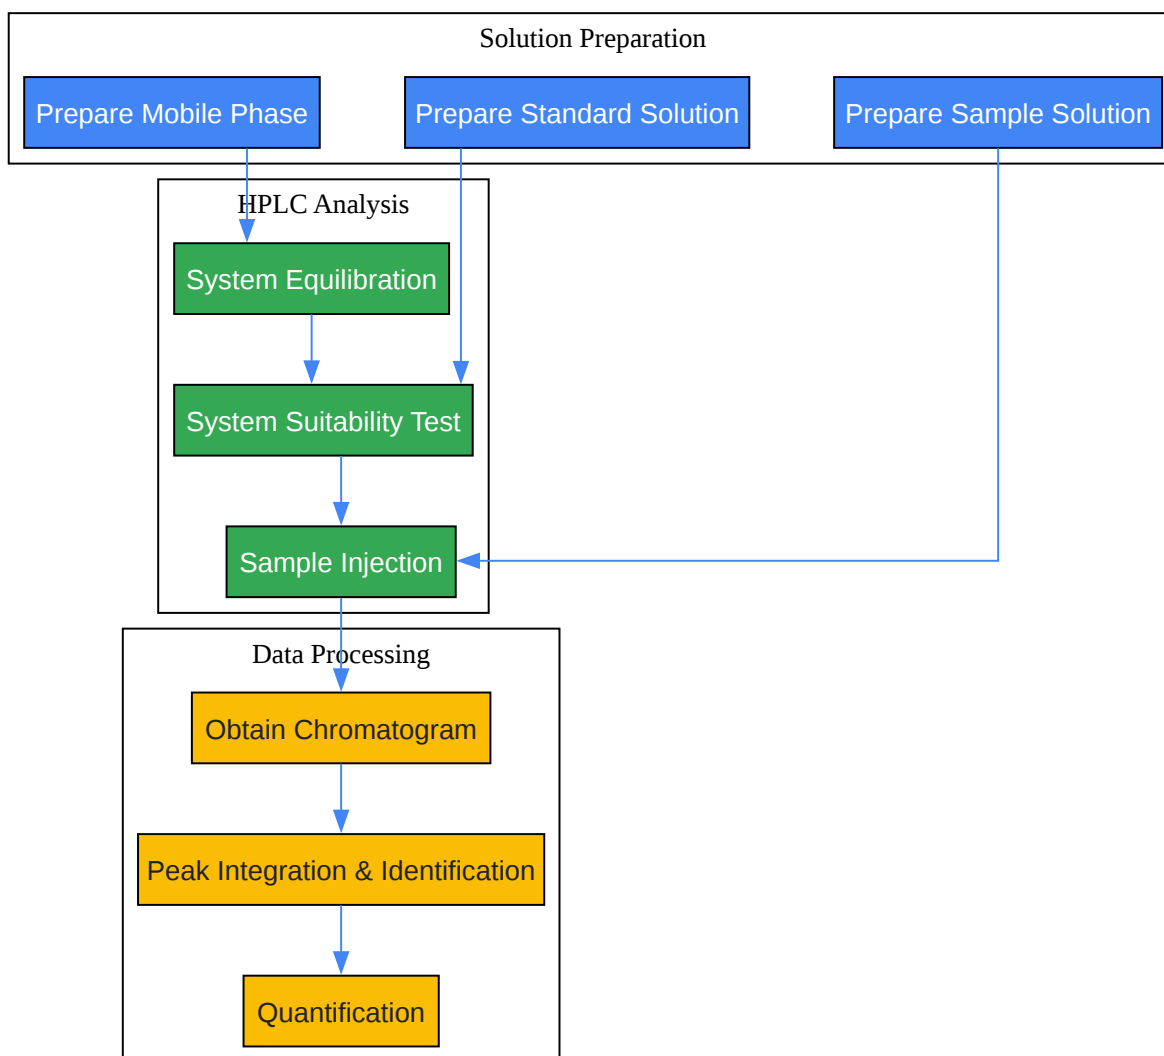 Solution Preparation
Prepare Mobile Phase
Prepare Standard Solution
Prepare Sample Solution
HPLC Analysis
System Equilibration
System Suitability Test
Sample Injection
Data Processing
Obtain Chromatogram
Peak Integration & Identification
Quantification